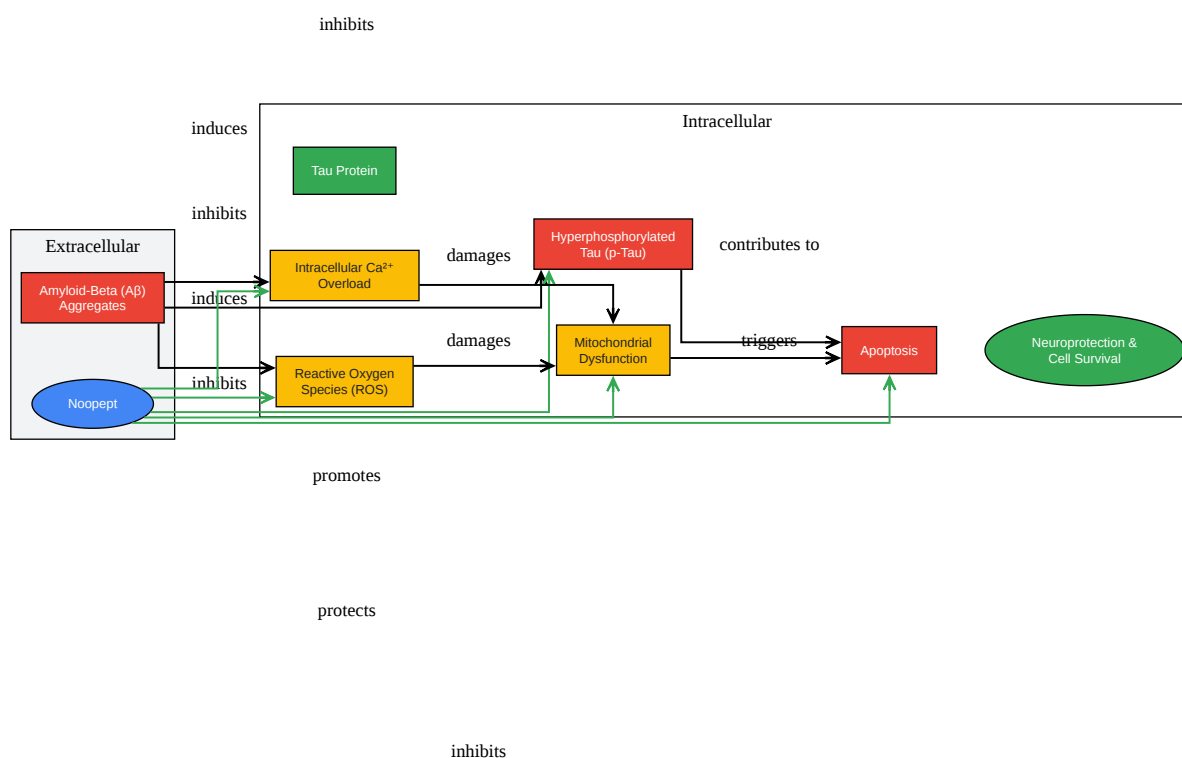 inhibits
Intracellular
induces
Tau Protein
inhibits
Extracellular
Hyperphosphorylated
Tau (p-Tau)
contributes to
damages
Intracellular Ca²⁺
Overload
Amyloid-Beta (Aβ)
Aggregates
induces
damages
Mitochondrial
Dysfunction
triggers
Apoptosis
Neuroprotection &
Cell Survival
Reactive Oxygen
Species (ROS)
inhibits
Noopept
promotes
protects
inhibits